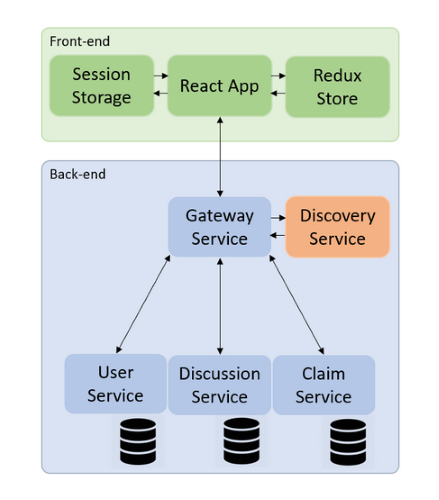 Front-end
Session
Storage
React App
Redux
Store
Back-end
Gateway
Service
Discovery
Service
User
Service
Discussion
Service
Claim
Service